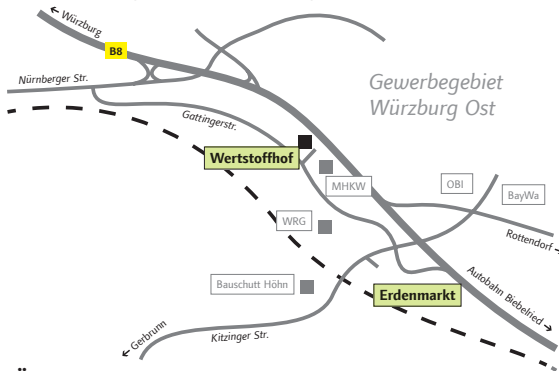 ← Würzburg
B8
Nürnberger Str.
Gattingerstr.
Gewerbegebiet
Würzburg Ost
Wertstoffhof
MHKW
OBI
BayWa
WRG
Rottendorf →
Bauschutt Höhn
Erdenmarkt
Autobahn Biebelried →
← Gerbrunn
Kitzinger Str.